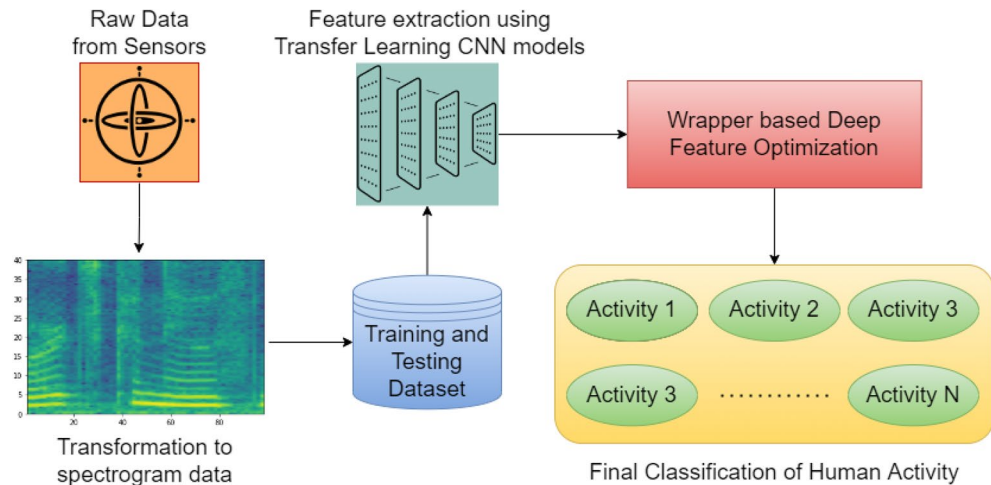 Raw Data
from Sensors
Feature extraction using
Transfer Learning CNN models
Wrapper based Deep
Feature Optimization
40
35
30
25
20
15
10
5
0
20
40
60
80
Transformation to
spectrogram data
Training and
Testing
Dataset
Activity 1
Activity 2
Activity 3
Activity 3
............
Activity N
Final Classification of Human Activity